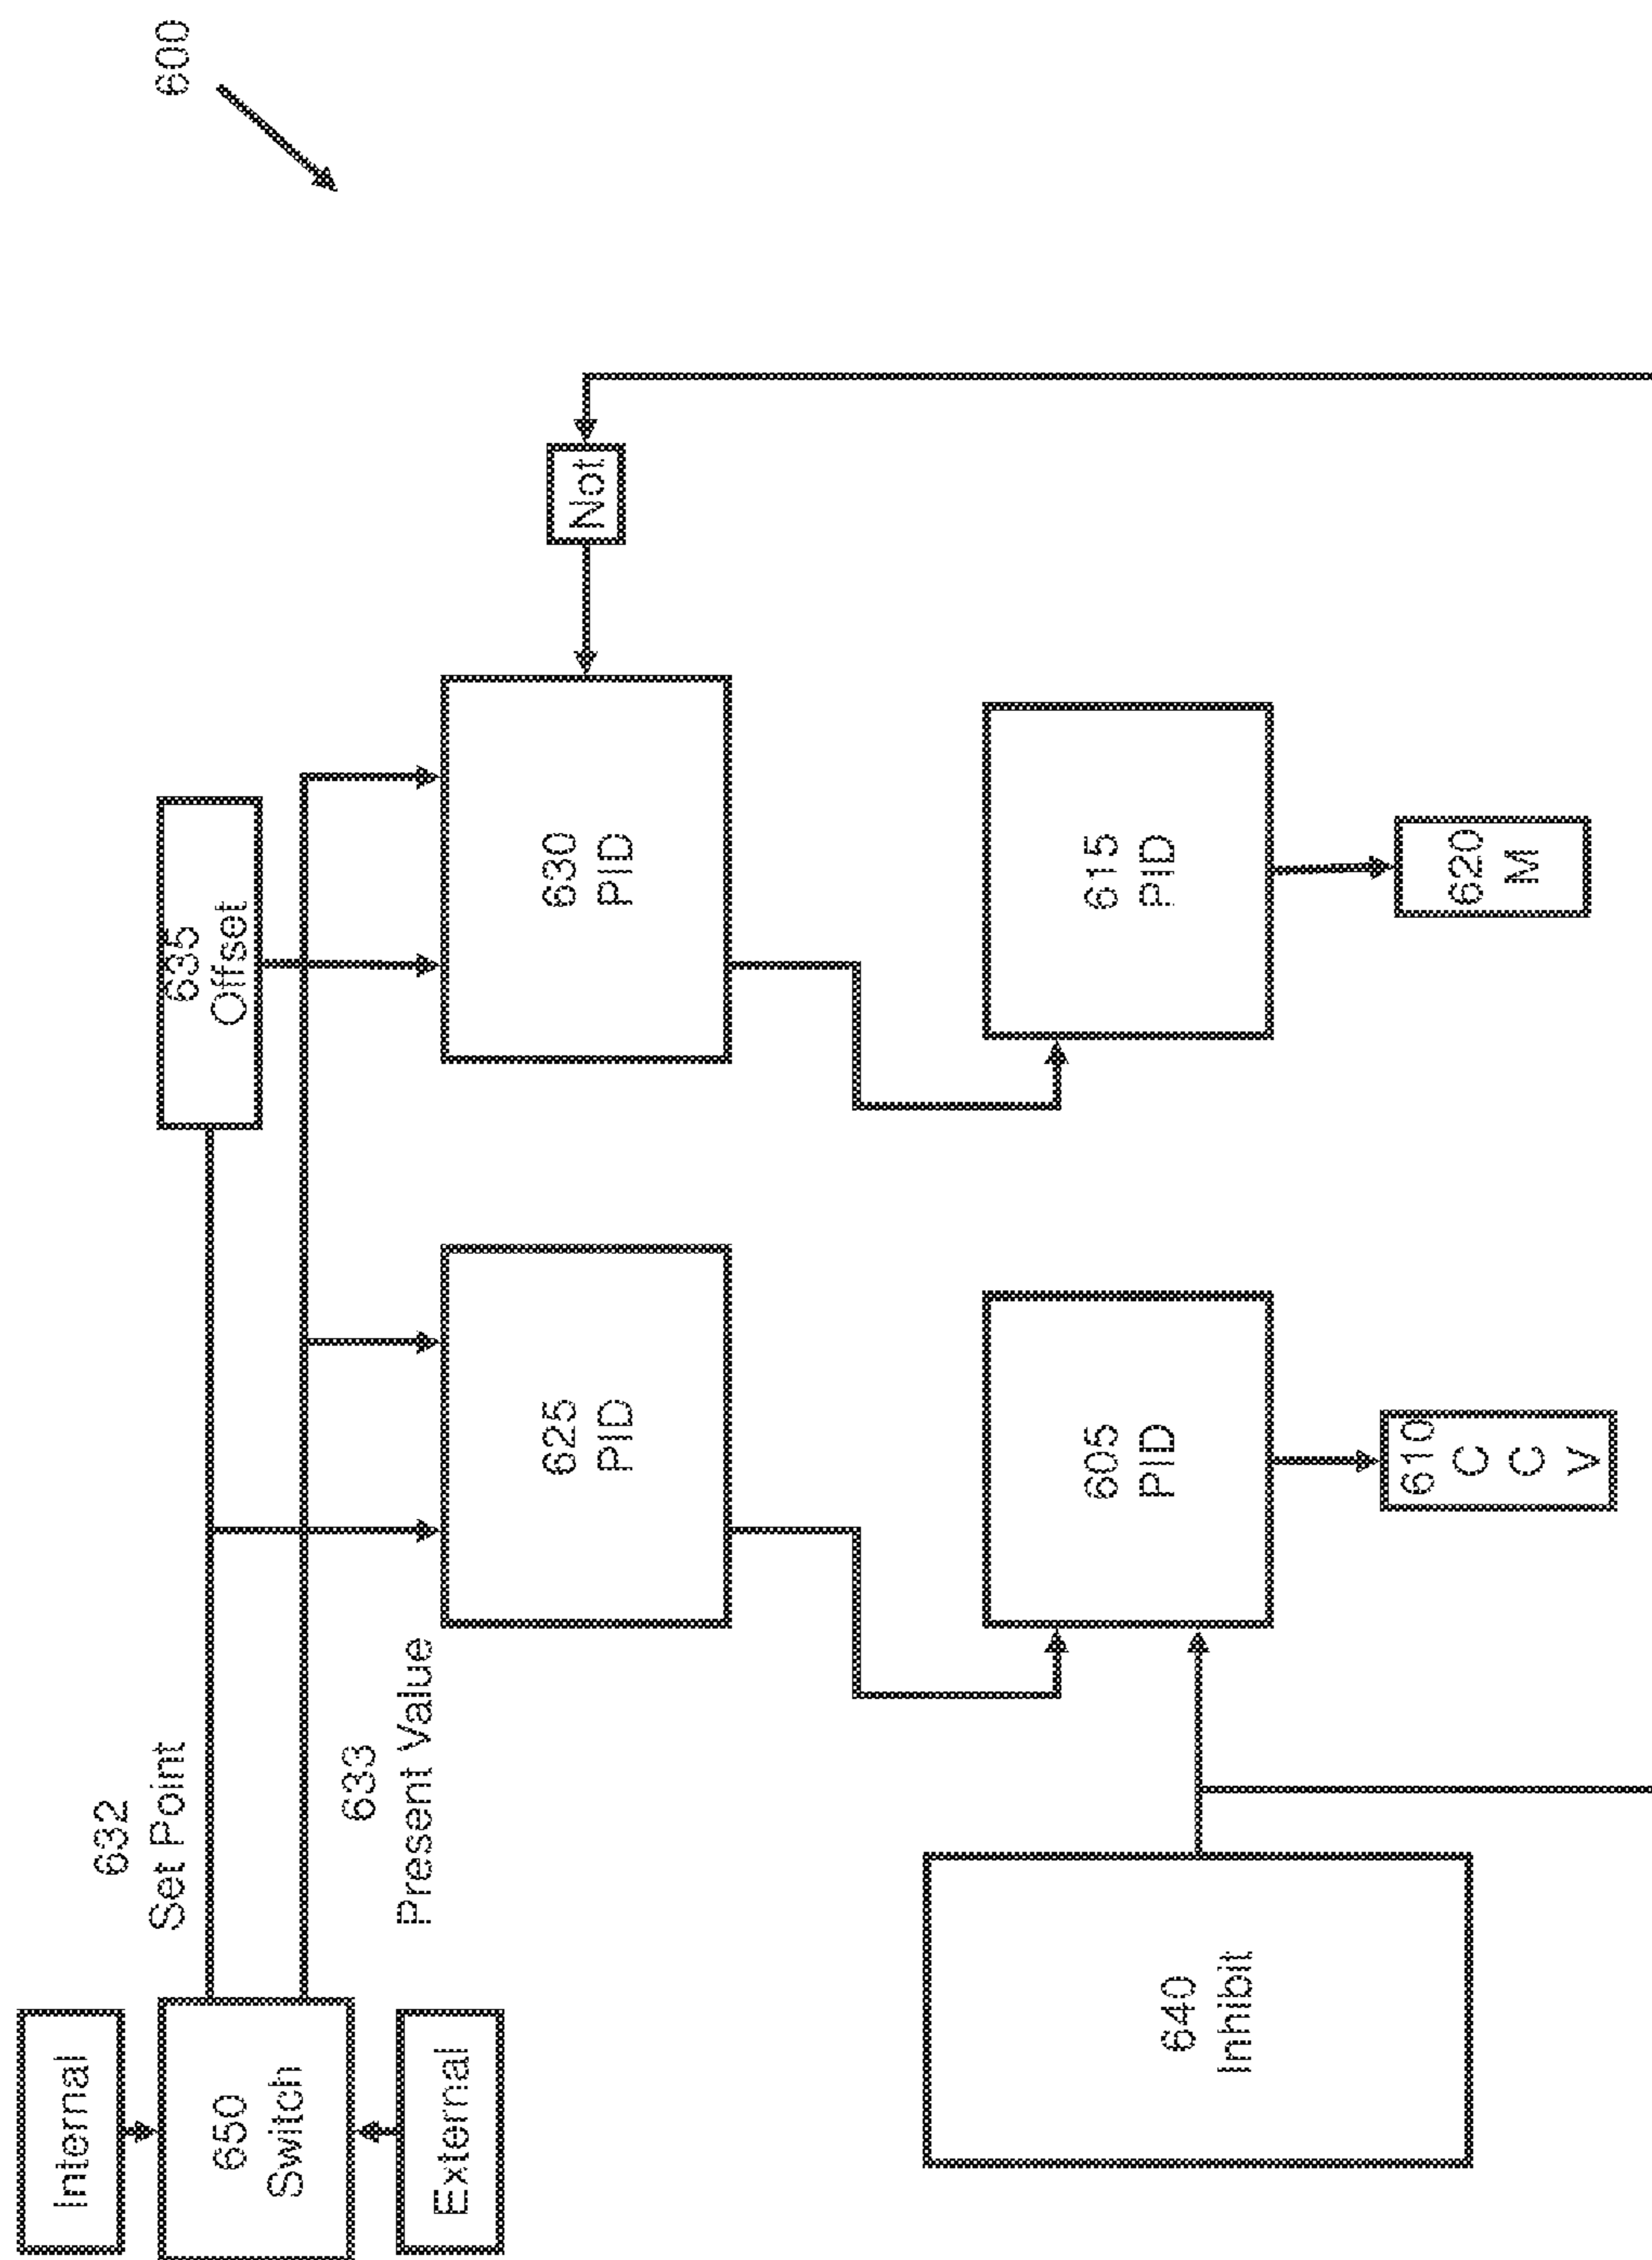 600
Internal
650
Switch
External
632
Set Point
633
Present Value
635
Offset
625
PID
630
PID
Not
640
Inhibit
605
PID
615
PID
610
C
C
V
620
M